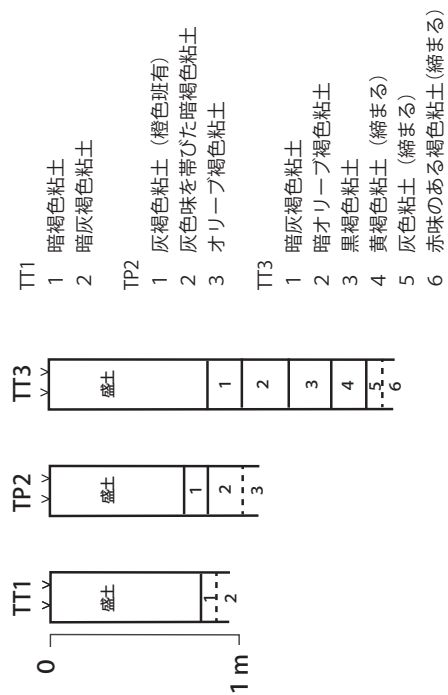 TT1
1 暗褐色粘土
2 暗灰褐色粘土
TP2
1 灰褐色粘土（橙色斑有）
2 灰色味を帯びた暗褐色粘土
3 オリーブ褐色粘土
TT3
1 暗灰褐色粘土
2 暗オリーブ褐色粘土
3 黒褐色粘土
4 黄褐色粘土（締まる）
5 灰色粘土（締まる）
6 赤味のある褐色粘土（締まる）
TT3
盛土
1
2
3
4
5
6
TP2
盛土
1
2
3
TT1
盛土
1
2
0
1 m